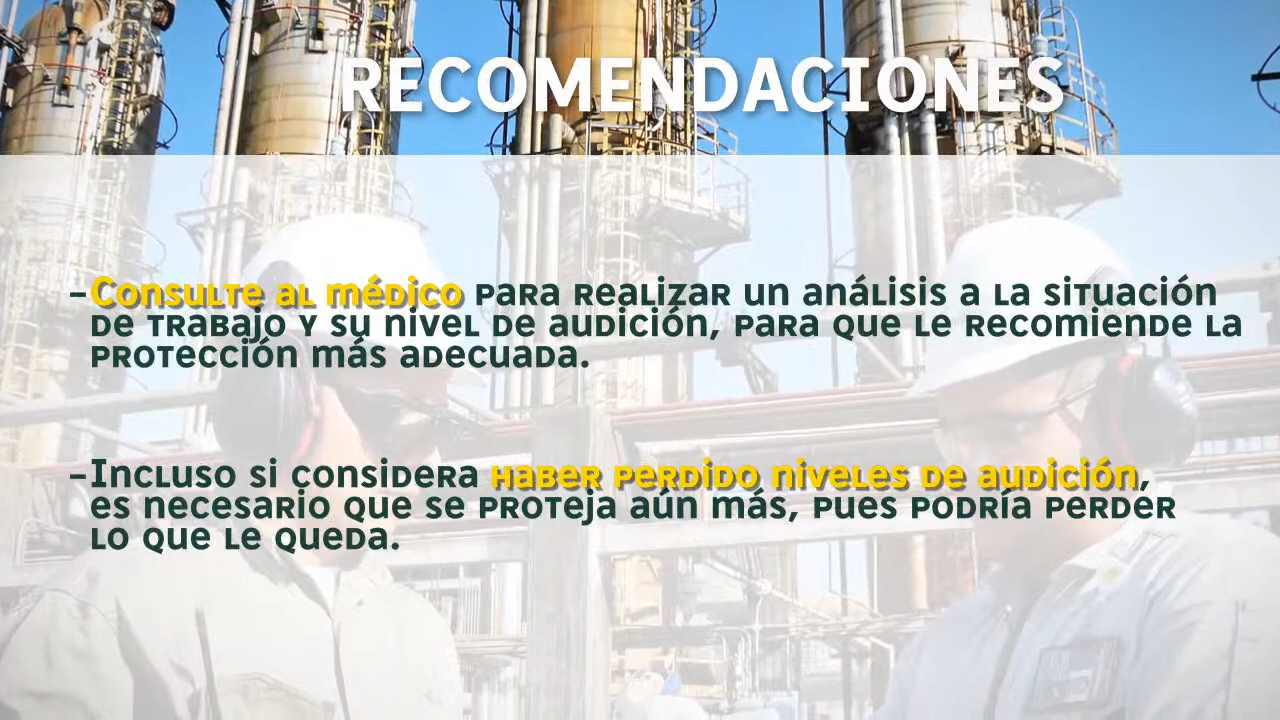 RECOMENDACIONES
-Consulte al médico para realizar un análisis a la situación
de trabajo y su nivel de audición, para que le recomiende la
protección más adecuada.
-Incluso si considera haber perdido niveles de audición,
es necesario que se proteja aún más, pues podría perder
lo que le queda.